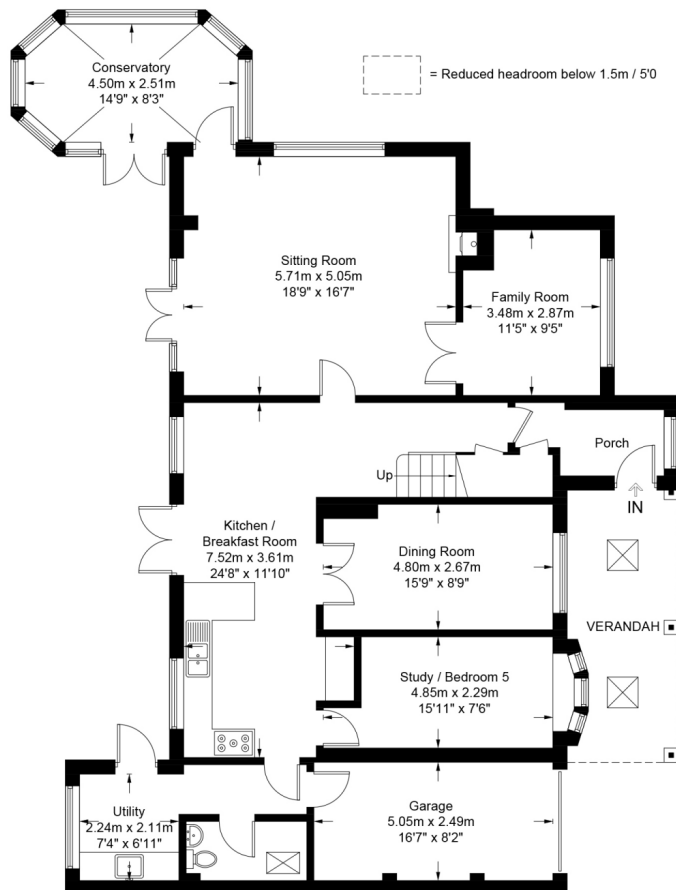 Conservatory
4.50m x 2.51m
14'9" x 8'3"
= Reduced headroom below 1.5m / 5'0
Sitting Room
5.71m x 5.05m
18'9" x 16'7"
Family Room
3.48m x 2.87m
11'5" x 9'5"
Porch
Up
IN
Kitchen /
Breakfast Room
7.52m x 3.61m
24'8" x 11'10"
Dining Room
4.80m x 2.67m
15'9" x 8'9"
VERANDAH
Study / Bedroom 5
4.85m x 2.29m
15'11" x 7'6"
Utility
2.24m x 2.11m
7'4" x 6'11"
Garage
5.05m x 2.49m
16'7" x 8'2"